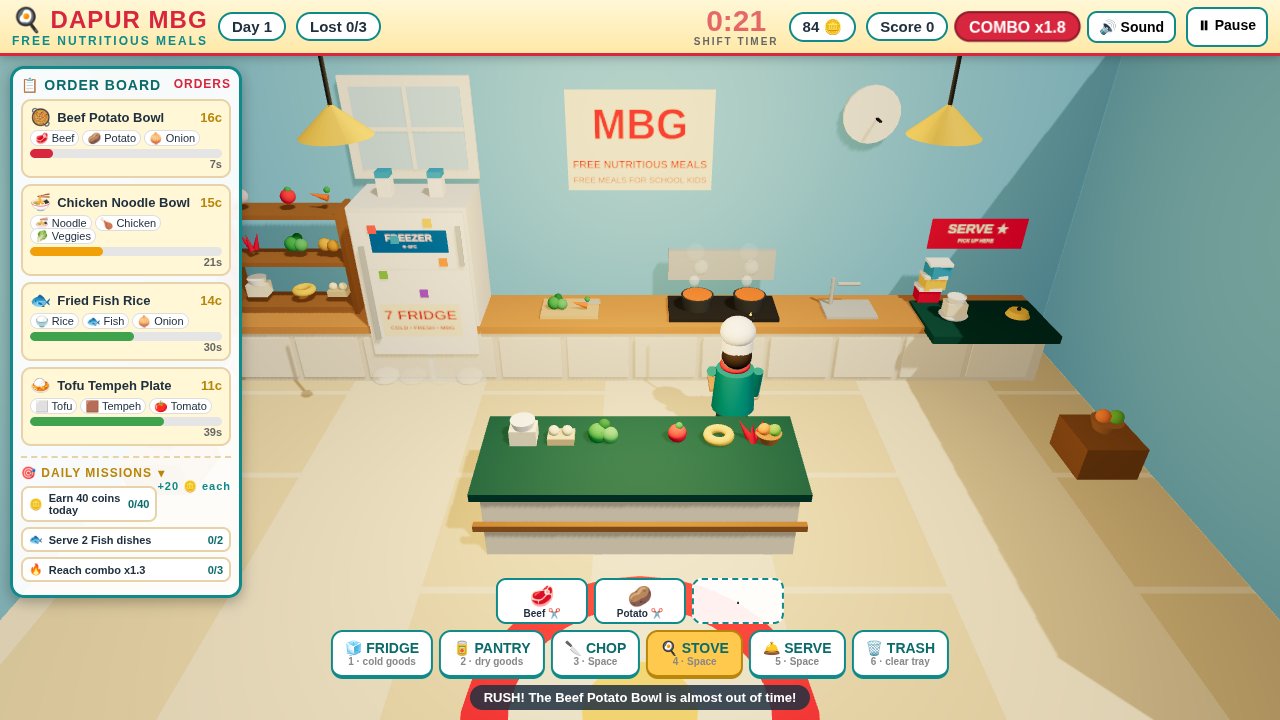 DAPUR MBG
FREE NUTRITIOUS MEALS
Day 1
Lost 0/3
0:21
SHIFT TIMER
84
Score 0
COMBO x1.8
Sound
Pause
ORDER BOARD
ORDERS
Beef Potato Bowl 16c
Beef Potato Onion
7s
Chicken Noodle Bowl 15c
Noodle Chicken
Veggies
21s
Fried Fish Rice 14c
Rice Fish Onion
30s
Tofu Tempeh Plate 11c
Tofu Tempeh Tomato
39s
DAILY MISSIONS ▼
+20 each
Earn 40 coins today 0/40
Serve 2 Fish dishes 0/2
Reach combo x1.3 0/3
MBG
FREE NUTRITIOUS MEALS
FREE MEALS FOR SCHOOL KIDS
FREEZER
7 FRIDGE
COLD • FRESH • MBG
SERVE ★
PICK UP HERE
Beef
Potato
FRIDGE
1 · cold goods
PANTRY
2 · dry goods
CHOP
3 · Space
STOVE
4 · Space
SERVE
5 · Space
TRASH
6 · clear tray
RUSH! The Beef Potato Bowl is almost out of time!